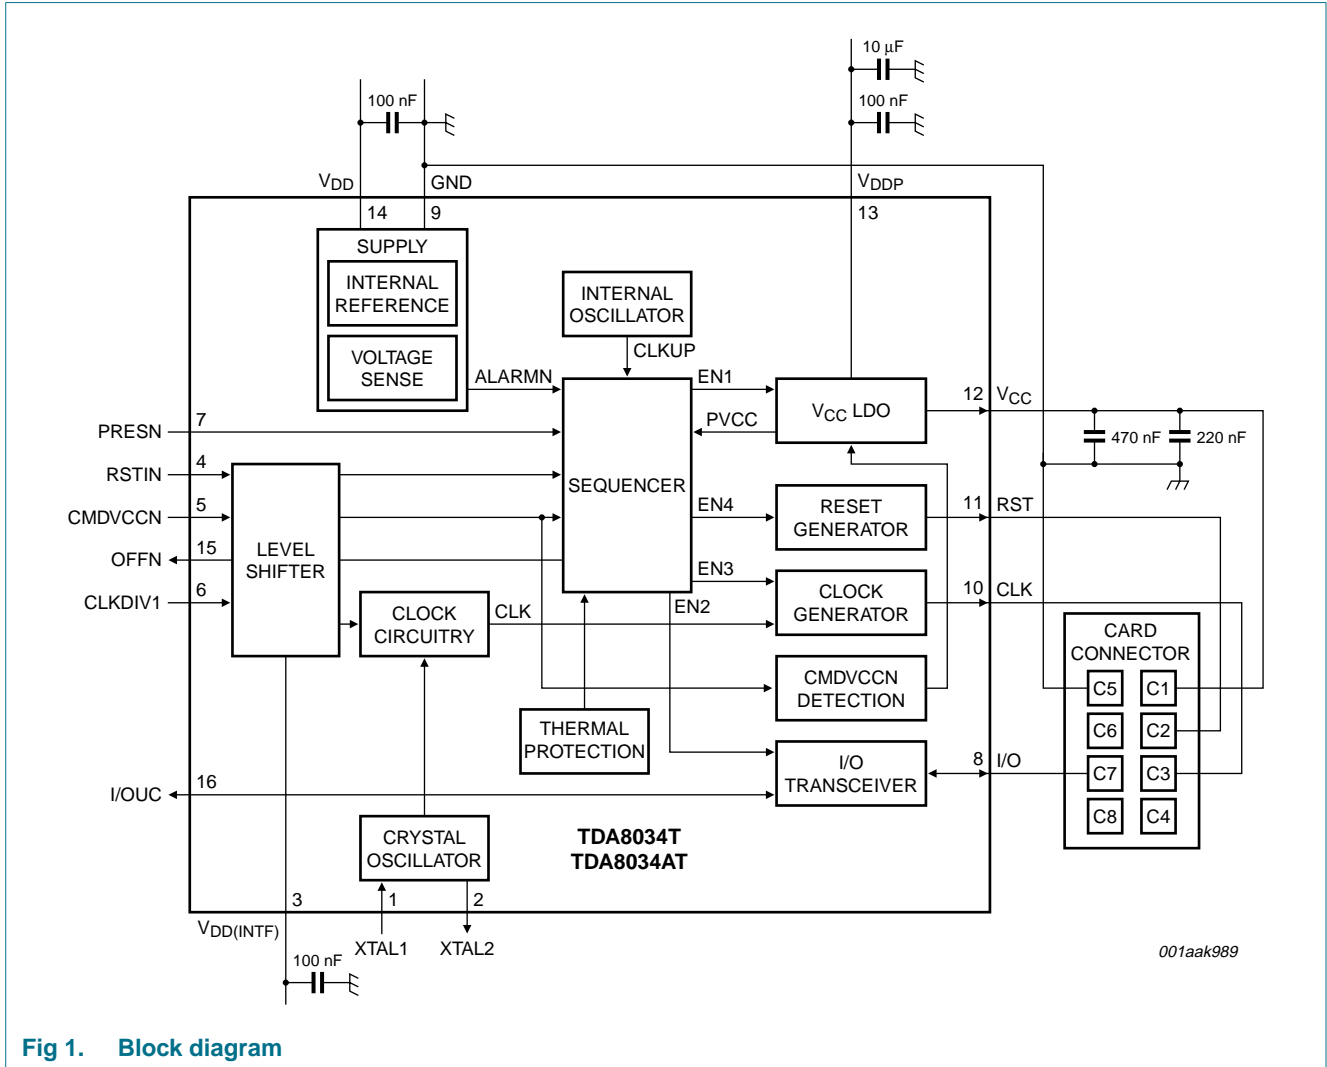 10 µF
100 nF
100 nF
VDD
GND
VDDP
14
9
13
SUPPLY
INTERNAL
REFERENCE
VOLTAGE
SENSE
INTERNAL
OSCILLATOR
CLKUP
ALARMN
EN1
PVCC
VCC LDO
12
VCC
470 nF
220 nF
PRESN
7
RSTIN
4
CMDVCCN
5
OFFN
15
CLKDIV1
6
LEVEL
SHIFTER
SEQUENCER
EN4
RESET
GENERATOR
11
RST
EN3
EN2
CLOCK
GENERATOR
10
CLK
CLOCK
CIRCUITRY
CLK
CMDVCCN
DETECTION
THERMAL
PROTECTION
I/O
TRANSCEIVER
8
I/O
CARD
CONNECTOR
C5
C1
C6
C2
C7
C3
C8
C4
I/OUC
16
CRYSTAL
OSCILLATOR
TDA8034T
TDA8034AT
3
1
2
VDD(INTF)
XTAL1
XTAL2
100 nF
001aak989
Fig 1. Block diagram